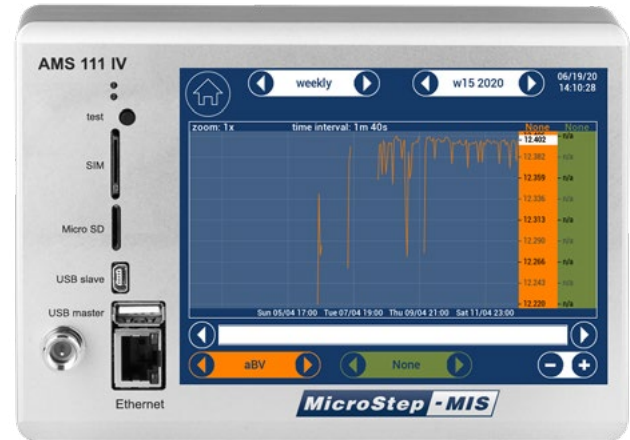 AMS 111 IV
test
SIM
Micro SD
USB slave
USB master
Ethernet
weekly
w15 2020
06/19/20
14:10:28
zoom: 1x
time interval: 1m 40s
None
None
12.402
n/a
12.382
n/a
12.359
n/a
12.336
n/a
12.313
n/a
12.290
n/a
12.266
n/a
12.243
n/a
12.220
n/a
Sun 05/04 17:00 Tue 07/04 19:00 Thu 09/04 21:00 Sat 11/04 23:00
aBV
None
MicroStep-MIS